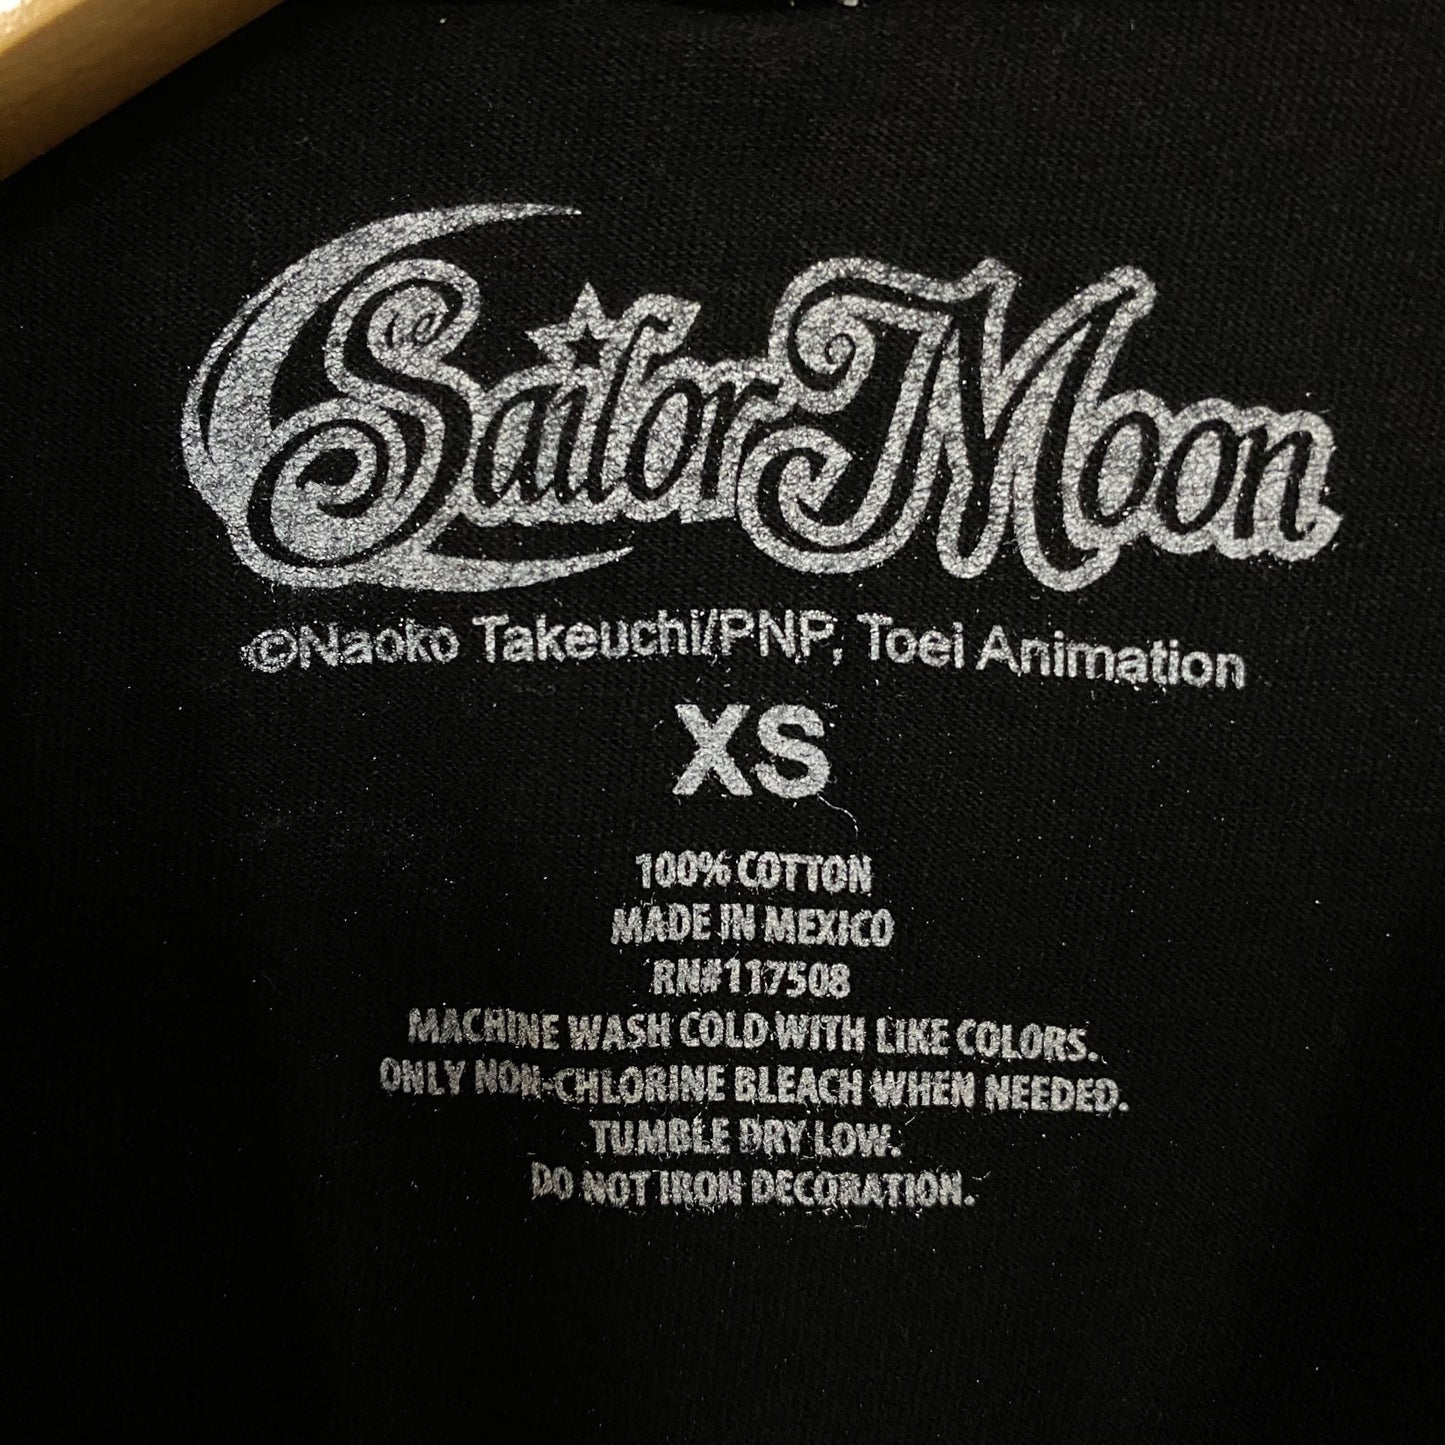 Sailor Moon
©Naoko Takeuchi/PNP, Toei Animation
XS
100% COTTON
MADE IN MEXICO
RN#117508
MACHINE WASH COLD WITH LIKE COLORS.
ONLY NON-CHLORINE BLEACH WHEN NEEDED.
TUMBLE DRY LOW.
DO NOT IRON DECORATION.